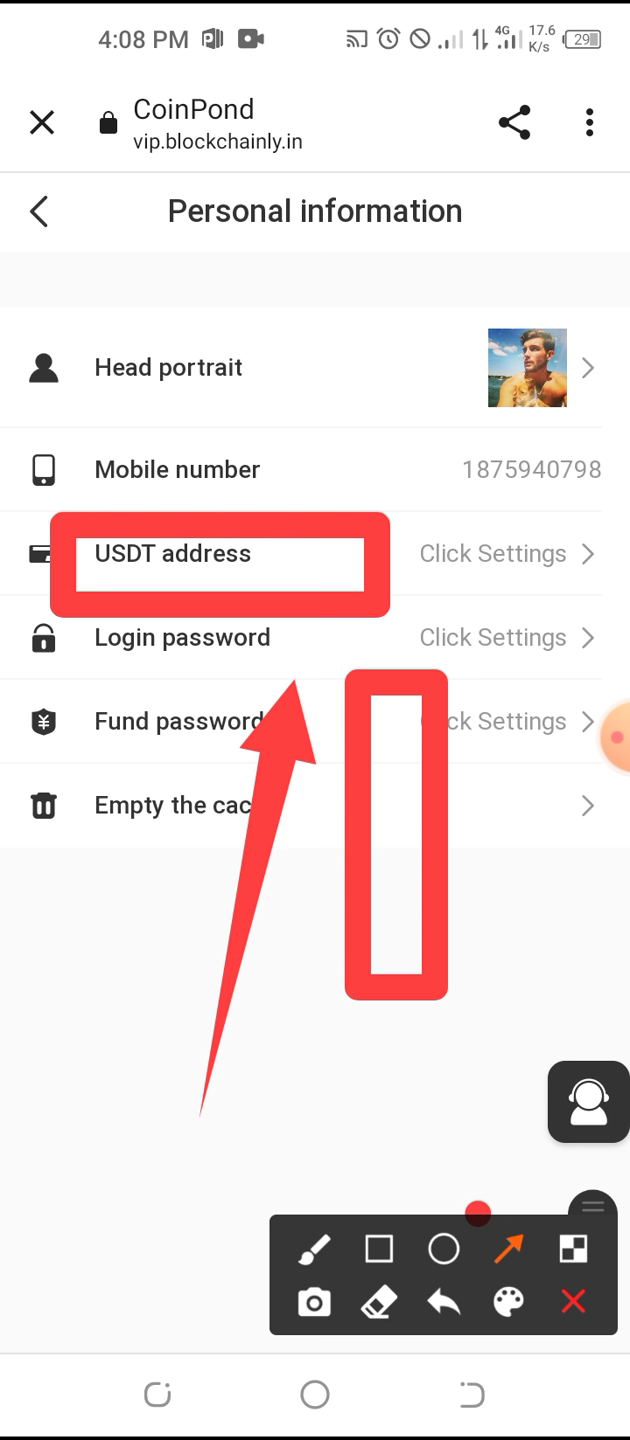 4:08 PM 4G 17.6 K/s 29
CoinPond
vip.blockchainly.in
Personal information
Head portrait
Mobile number 1875940798
USDT address Click Settings
Login password Click Settings
Fund password ck Settings
Empty the cac